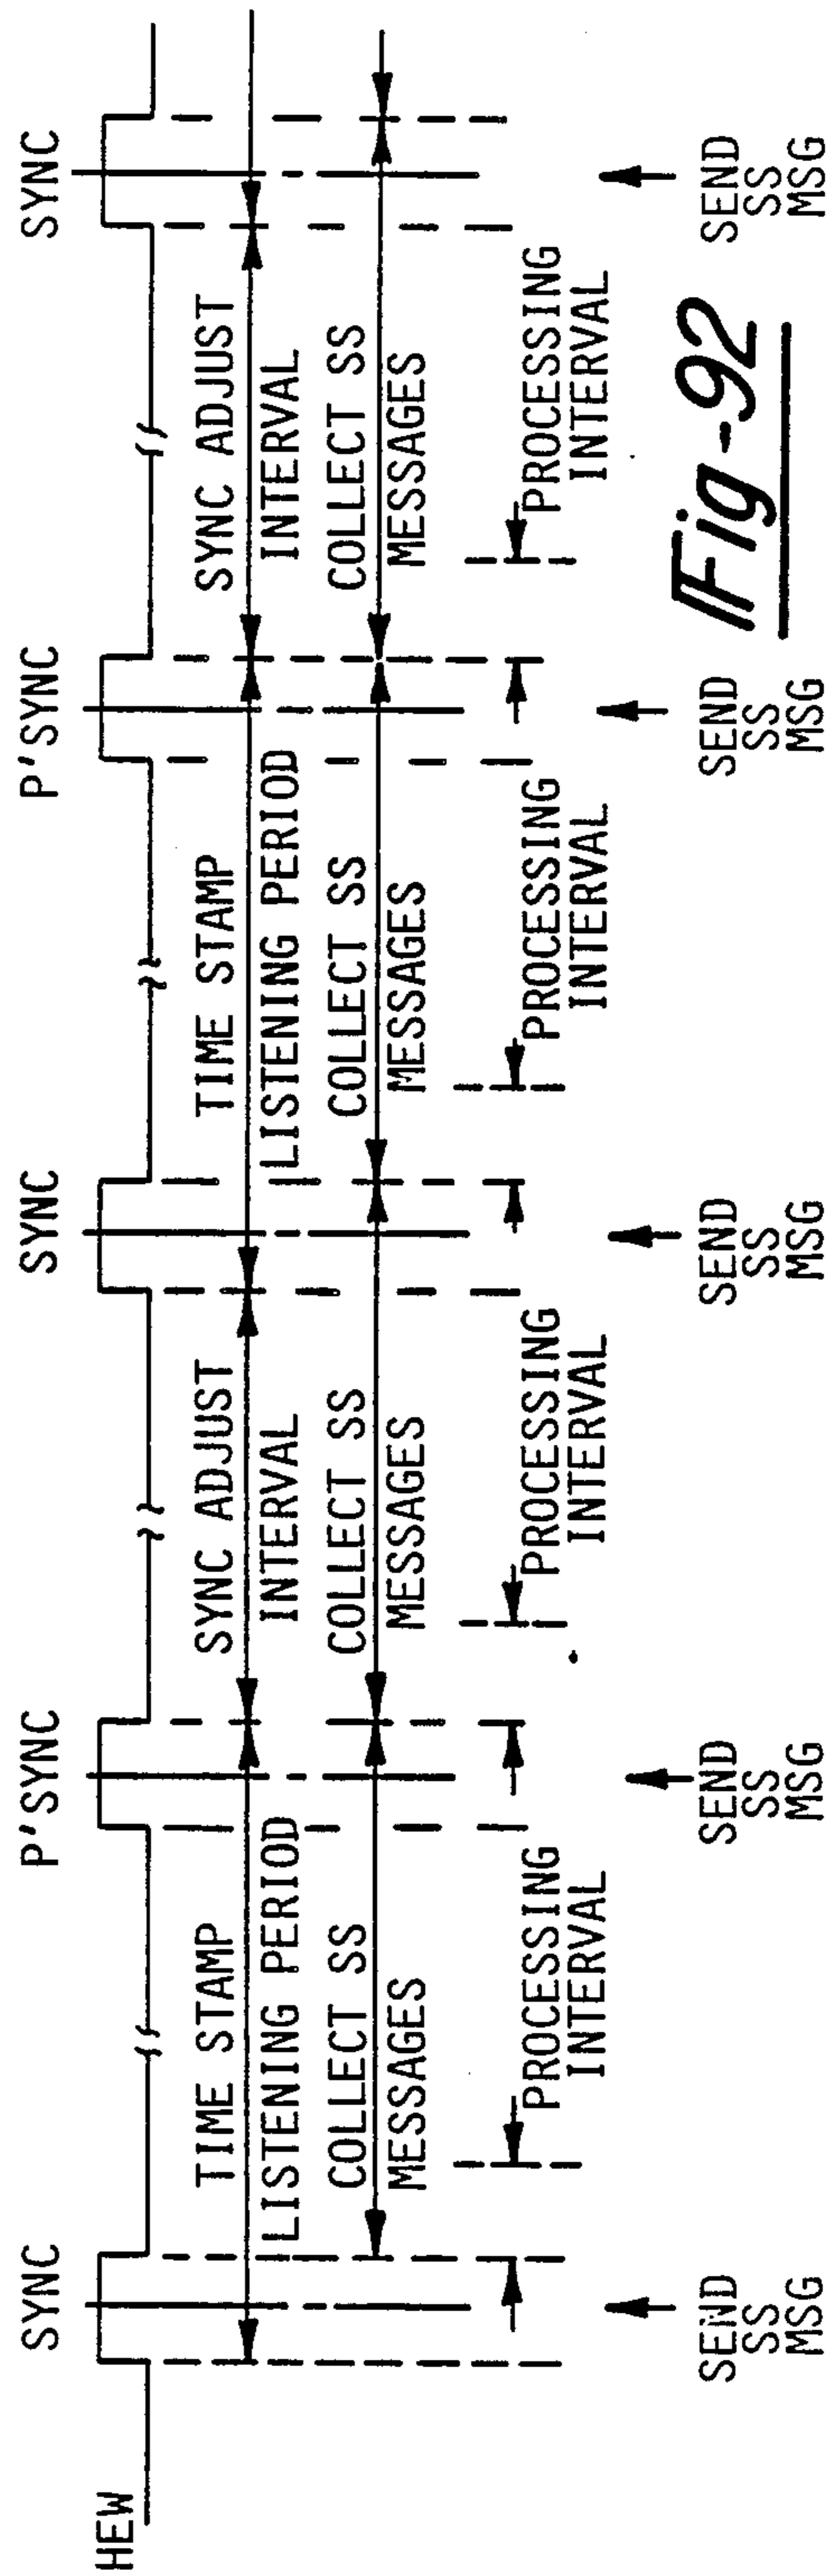 HEW
SYNC
P'SYNC
SYNC
P'SYNC
SYNC
TIME STAMP
LISTENING PERIOD
SYNC ADJUST
INTERVAL
TIME STAMP
LISTENING PERIOD
SYNC ADJUST
INTERVAL
COLLECT SS
MESSAGES
COLLECT SS
MESSAGES
COLLECT SS
MESSAGES
COLLECT SS
MESSAGES
PROCESSING
INTERVAL
PROCESSING
INTERVAL
PROCESSING
INTERVAL
PROCESSING
INTERVAL
SEND
SS
MSG
SEND
SS
MSG
SEND
SS
MSG
SEND
SS
MSG
SEND
SS
MSG
Fig-92